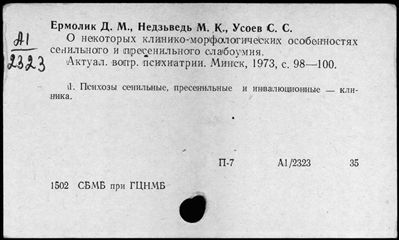 Ермолик Д. М., Недзьведь М. К., Усоев С. С.
О некоторых клинико-морфологических особенностях
сенильного и пресенильного слабоумия.
Актуал. вопр. психиатрии. Минск, 1973, с. 98—100.
А1
2323
1. Психозы сенильные, пресенильные и инволюционные — кли-
ника.
П-7 А1/2323 35
1502 СБМБ при ГЦНМБ